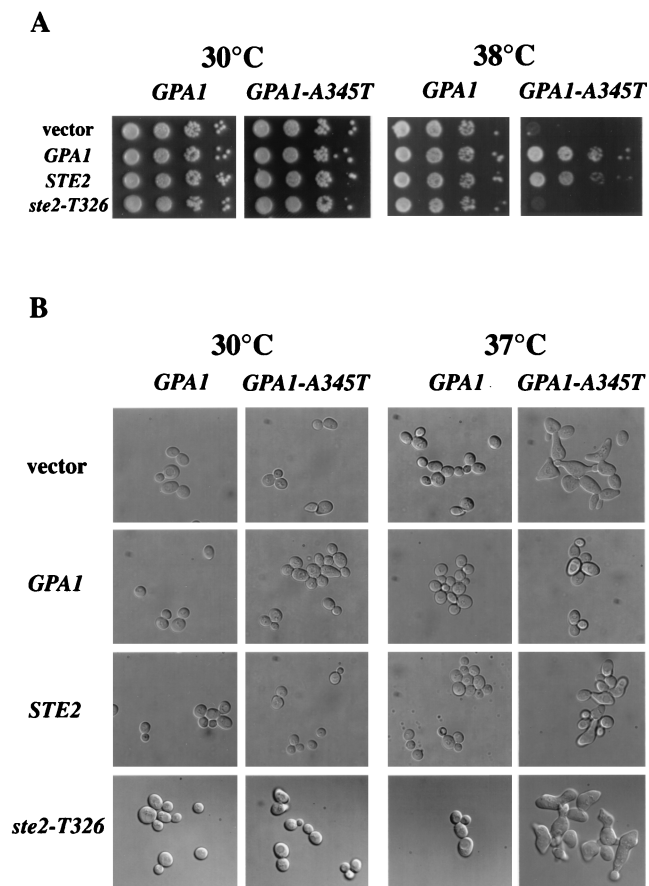 A
30°C 38°C
GPA1 GPA1-A345T GPA1 GPA1-A345T
vector
GPA1
STE2
ste2-T326
B
30°C 37°C
GPA1 GPA1-A345T GPA1 GPA1-A345T
vector
GPA1
STE2
ste2-T326